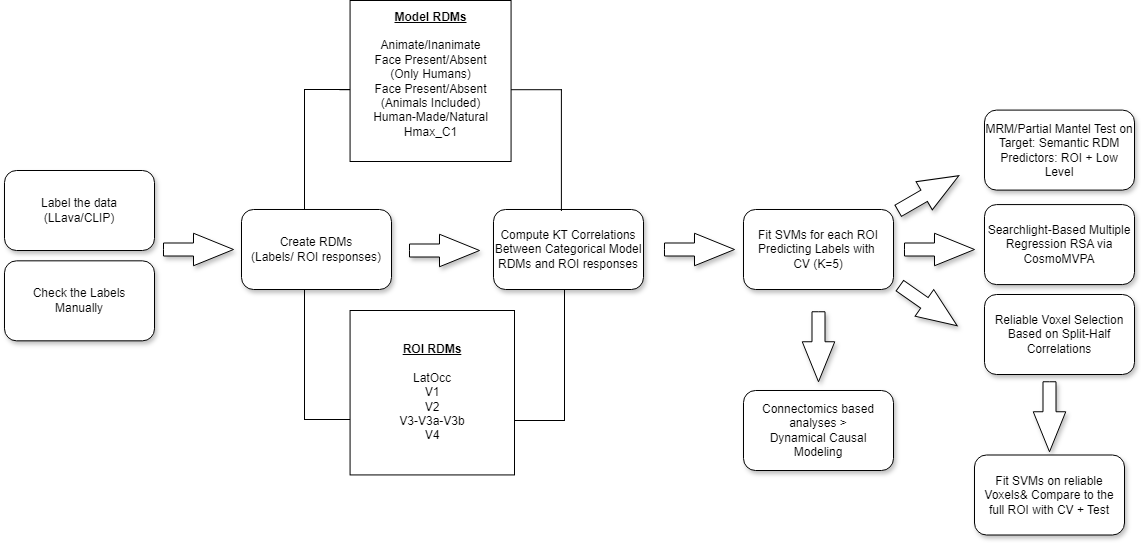 Label the data
(LLava/CLIP)
Check the Labels
Manually
Create RDMs
(Labels/ ROI responses)
Model RDMs
Animate/Inanimate
Face Present/Absent
(Only Humans)
Face Present/Absent
(Animals Included)
Human-Made/Natural
Hmax_C1
ROI RDMs
LatOcc
V1
V2
V3-V3a-V3b
V4
Compute KT Correlations
Between Categorical Model
RDMs and ROI responses
Fit SVMs for each ROI
Predicting Labels with
CV (K=5)
Connectomics based
analyses >
Dynamical Causal
Modeling
MRM/Partial Mantel Test on
Target: Semantic RDM
Predictors: ROI + Low
Level
Searchlight-Based Multiple
Regression RSA via
CosmoMVPA
Reliable Voxel Selection
Based on Split-Half
Correlations
Fit SVMs on reliable
Voxels& Compare to the
full ROI with CV + Test